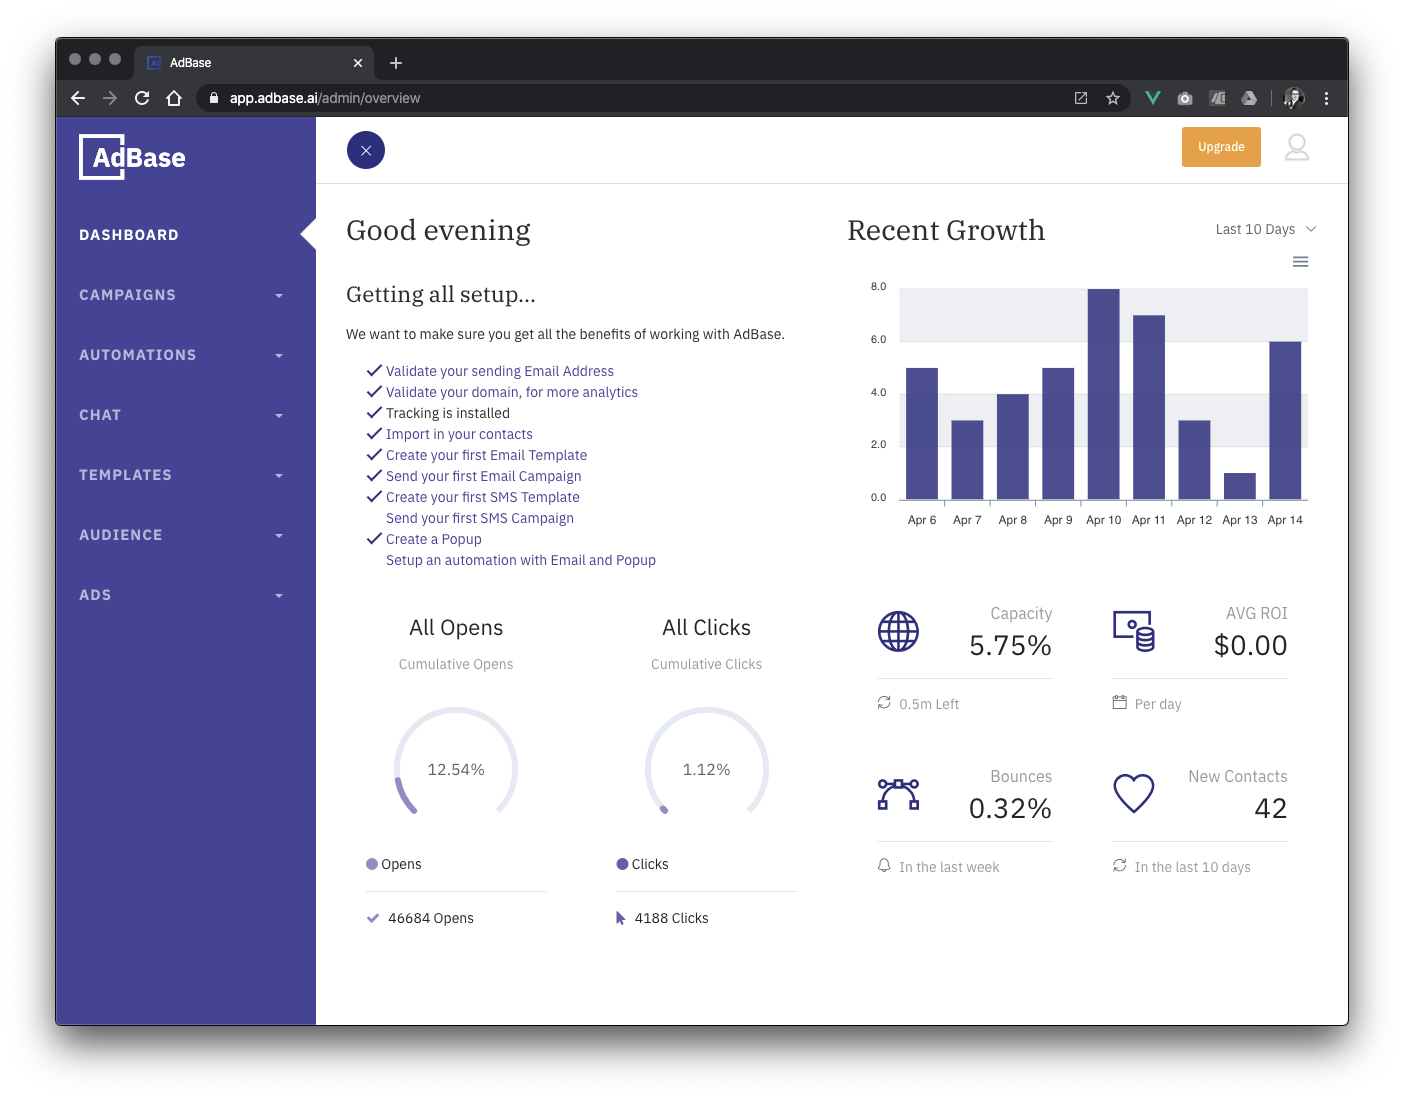 AdBase
app.adbase.ai/admin/overview
AdBase
Upgrade
DASHBOARD
CAMPAIGNS
AUTOMATIONS
CHAT
TEMPLATES
AUDIENCE
ADS
Good evening
Getting all setup...
We want to make sure you get all the benefits of working with AdBase.
Validate your sending Email Address
Validate your domain, for more analytics
Tracking is installed
Import in your contacts
Create your first Email Template
Send your first Email Campaign
Create your first SMS Template
Send your first SMS Campaign
Create a Popup
Setup an automation with Email and Popup
All Opens
Cumulative Opens
12.54%
Opens
46684 Opens
All Clicks
Cumulative Clicks
1.12%
Clicks
4188 Clicks
Recent Growth
Last 10 Days
8.0
6.0
4.0
2.0
0.0
Apr 6 Apr 7 Apr 8 Apr 9 Apr 10 Apr 11 Apr 12 Apr 13 Apr 14
Capacity
5.75%
0.5m Left
AVG ROI
$0.00
Per day
Bounces
0.32%
In the last week
New Contacts
42
In the last 10 days